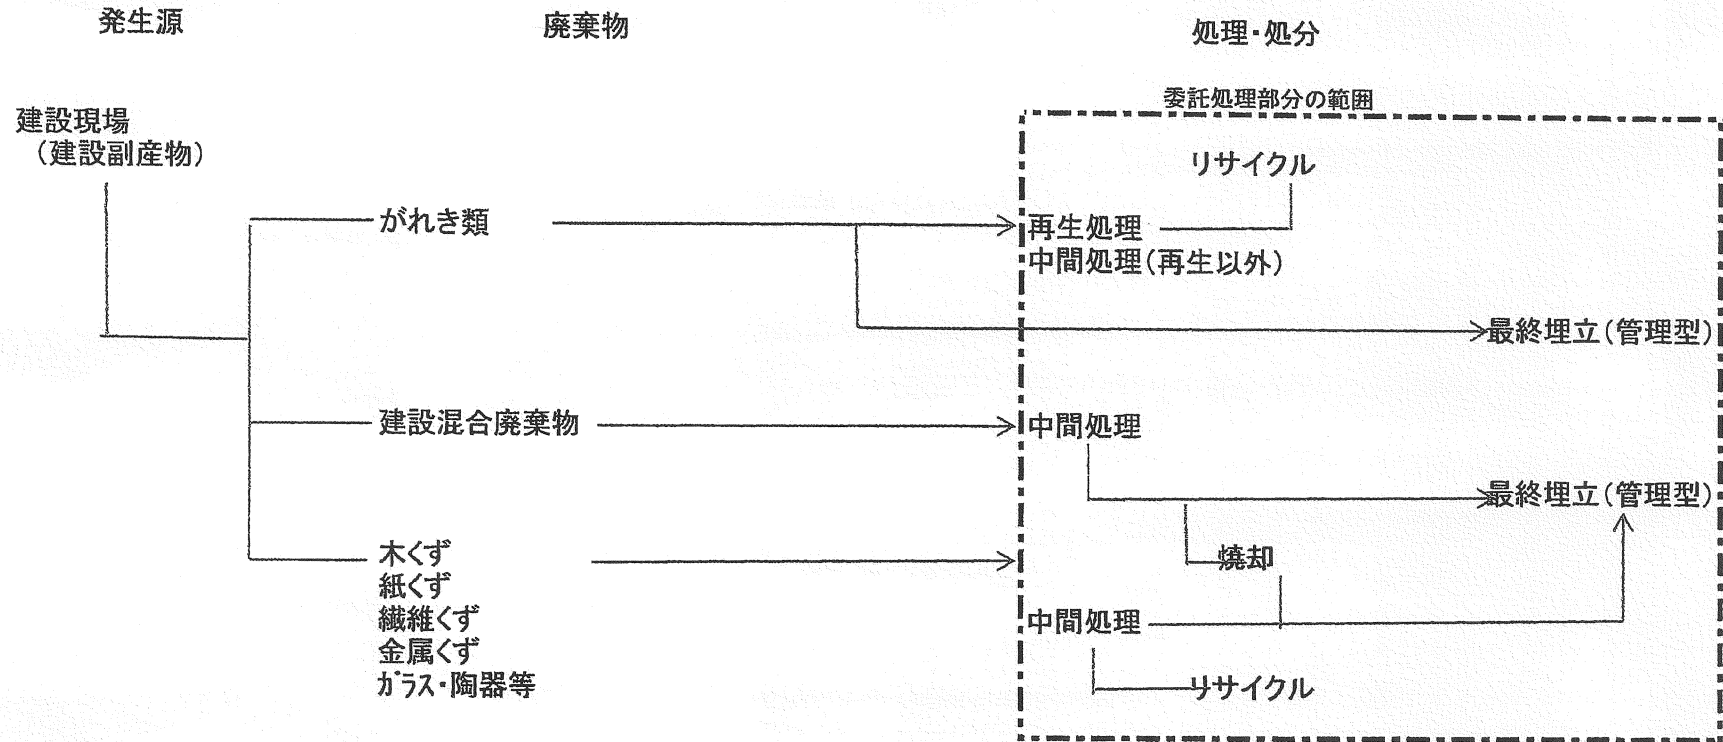 発生源
廃棄物
処理・処分
委託処理部分の範囲
建設現場
（建設副産物）
リサイクル
がれき類
再生処理
中間処理（再生以外）
最終埋立（管理型）
建設混合廃棄物
中間処理
最終埋立（管理型）
木くず
焼却
紙くず
繊維くず
中間処理
金属くず
ガラス・陶器等
リサイクル